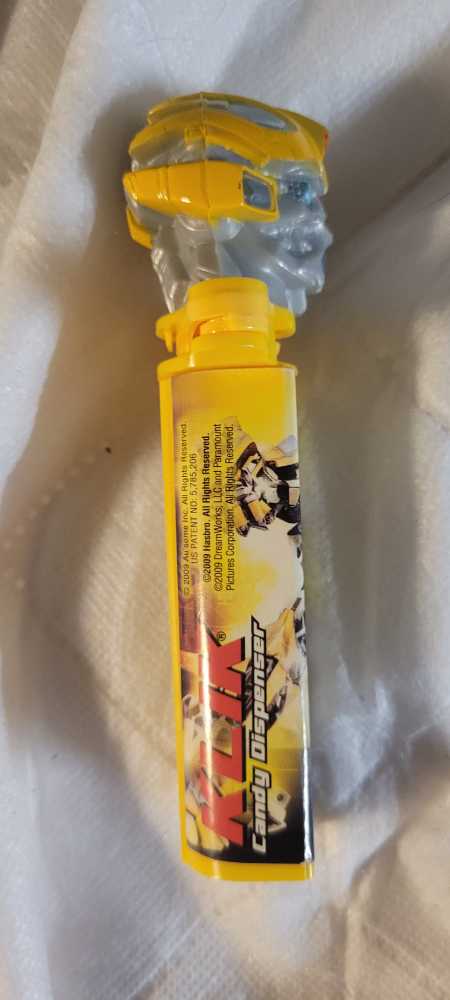 © 2009 Au'some Inc. All Rights Reserved.
US PATENT NO: 5,785,206
©2009 Hasbro. All Rights Reserved.
©2009 DreamWorks, LLC and Paramount
Pictures Corporation. All Rights Reserved.
KLIK®
Candy Dispenser